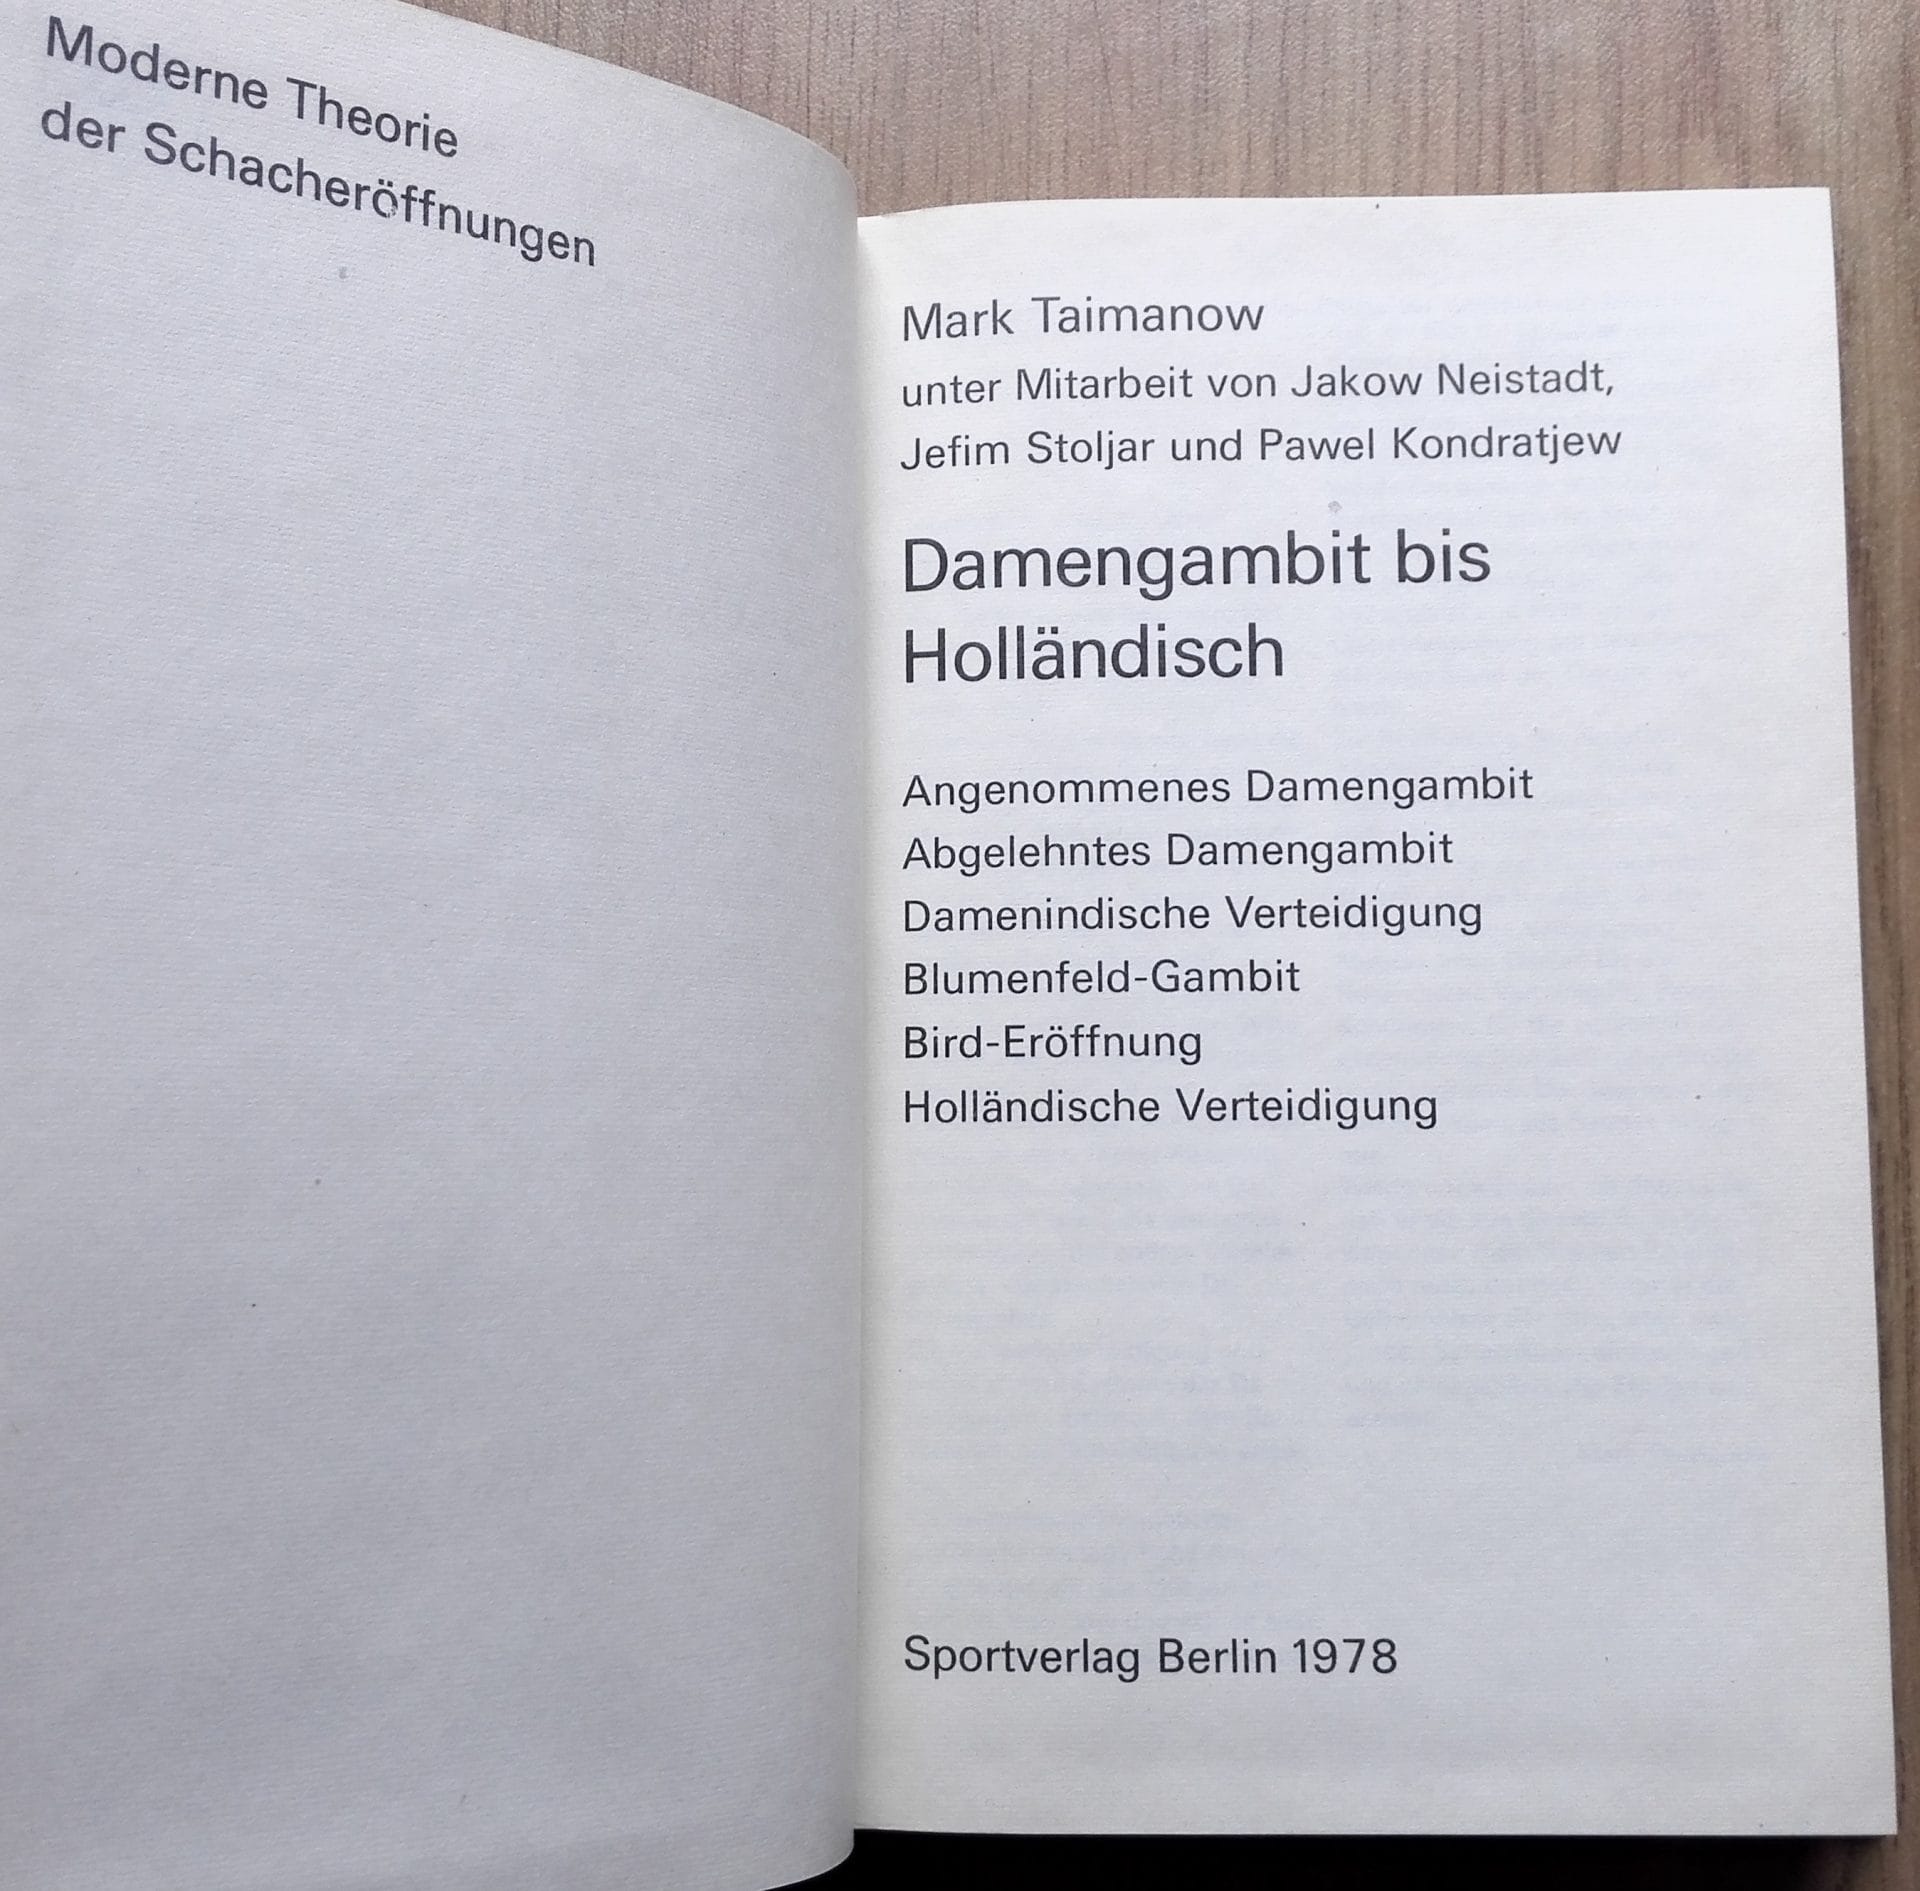 Moderne Theorie
der Schacheröffnungen
Mark Taimanow
unter Mitarbeit von Jakow Neistadt,
Jefim Stoljar und Pawel Kondratjew
Damengambit bis
Holländisch
Angenommenes Damengambit
Abgelehntes Damengambit
Damenindische Verteidigung
Blumenfeld-Gambit
Bird-Eröffnung
Holländische Verteidigung
Sportverlag Berlin 1978